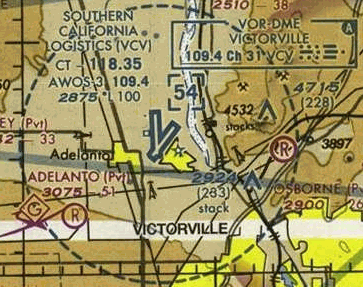 2510 - 38
SOUTHERN
CALIFORNIA
LOGISTICS (VCV)
CT - 118.35
AWOS-3 109.4
2875 L 100
VOR-DME
VICTORVILLE
109.4 Ch 31 VCV
A
54
4532
stacks
4715
(228)
EY (Pvt)
33
R
3897
Adelanto
ADELANTO (Pvt)
3075 - 51
2924
(283)
stack
OSBORNE (P
2900 - 26
G
R
VICTORVILLE